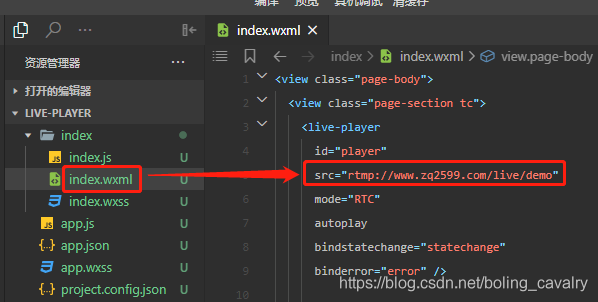 编译 预览 真机调试 清缓存
index.wxml ×
资源管理器 ···
index > index.wxml > view.page-body
打开的编辑器
LIVE-PLAYER
index
index.js U
index.wxml U
index.wxss U
app.js U
app.json U
app.wxss U
project.config.json U
1 <view class="page-body">
2 <view class="page-section tc">
3 <live-player
4 id="player"
src="rtmp://www.zq2599.com/live/demo"
6 mode="RTC"
7 autoplay
8 bindstatechange="statechange"
9 binderror="error" />
10
https://blog.csdn.net/boling_cavalry